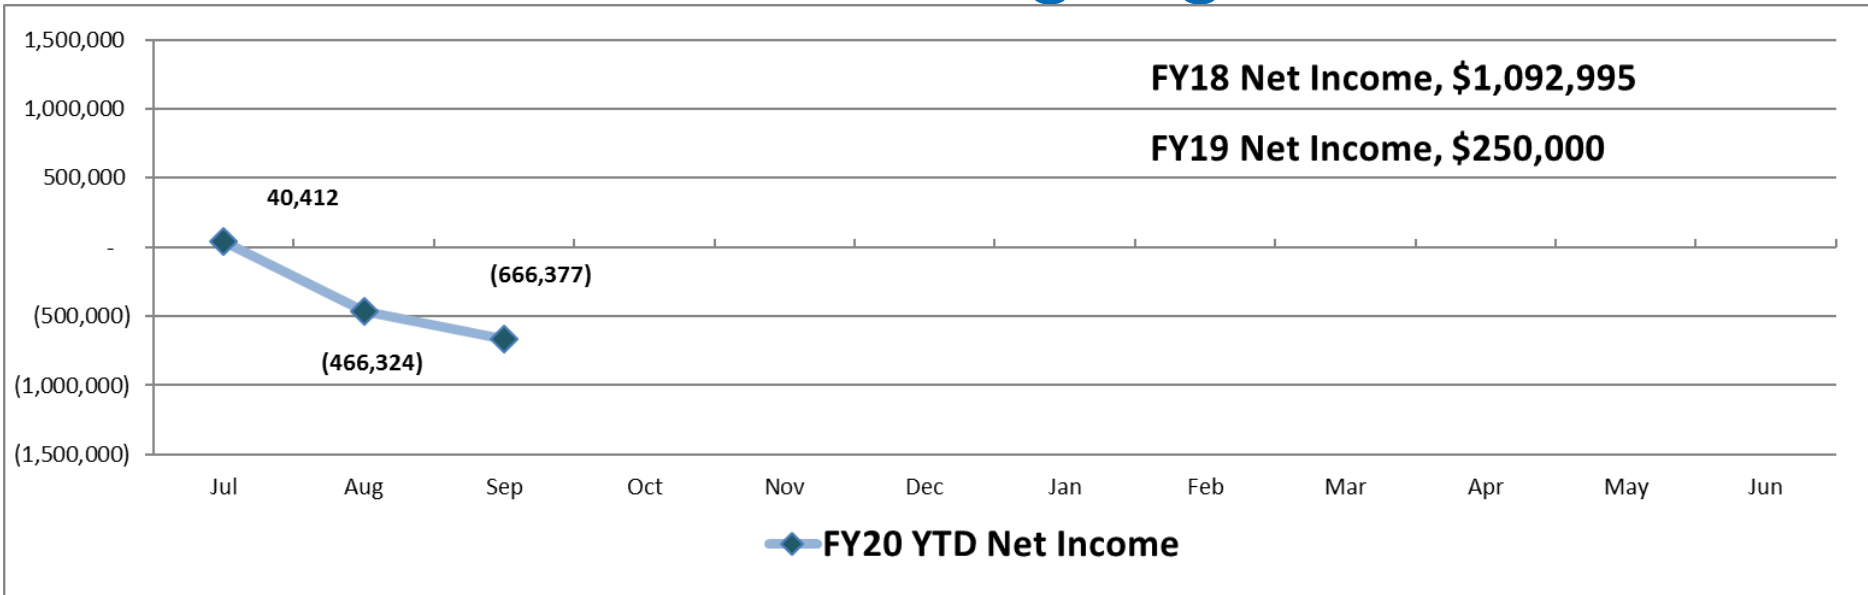 1,500,000
1,000,000
500,000
-
(500,000)
(1,000,000)
(1,500,000)
FY18 Net Income, $1,092,995
FY19 Net Income, $250,000
40,412
(666,377)
(466,324)
Jul Aug Sep Oct Nov Dec Jan Feb Mar Apr May Jun
FY20 YTD Net Income